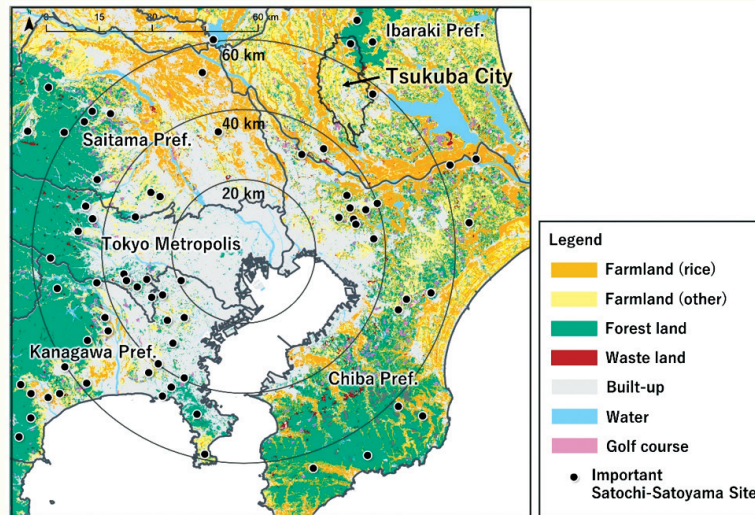 0 15 30 60 km
Ibaraki Pref.
60 km
Tsukuba City
40 km
Saitama Pref.
20 km
Tokyo Metropolis
Kanagawa Pref.
Chiba Pref.
Legend
Farmland (rice)
Farmland (other)
Forest land
Waste land
Built-up
Water
Golf course
Important
Satochi-Satoyama Site